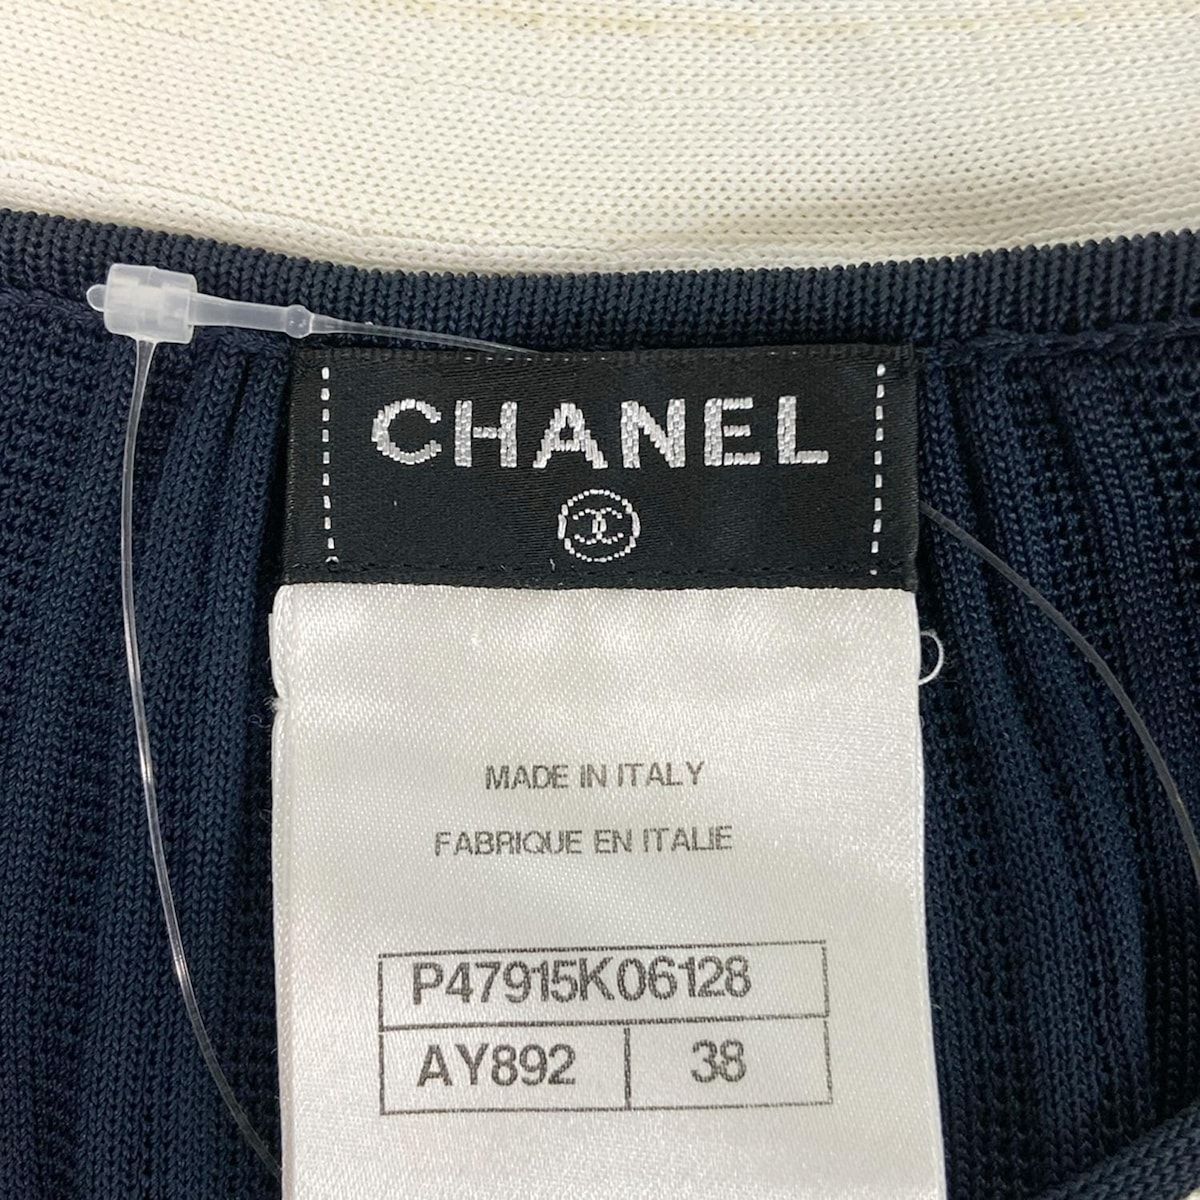 CHANEL
MADE IN ITALY
FABRIQUE EN ITALIE
P47915K06128
AY892 38